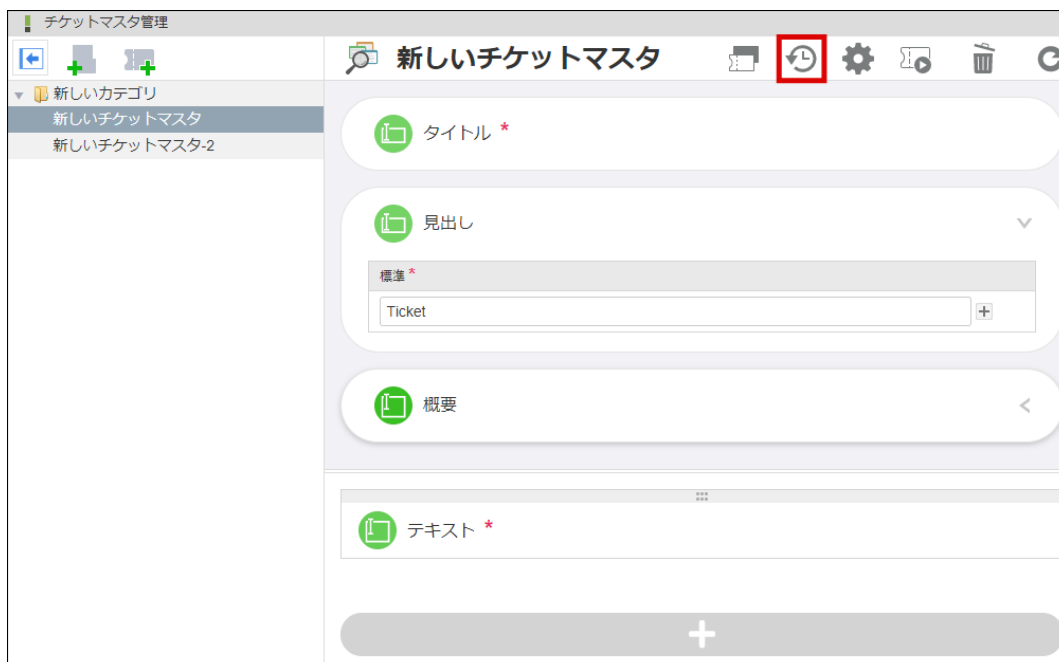 チケットマスタ管理
新しいチケットマスタ
新しいカテゴリ
新しいチケットマスタ
新しいチケットマスタ-2
タイトル *
見出し
標準 *
Ticket
概要
テキスト *